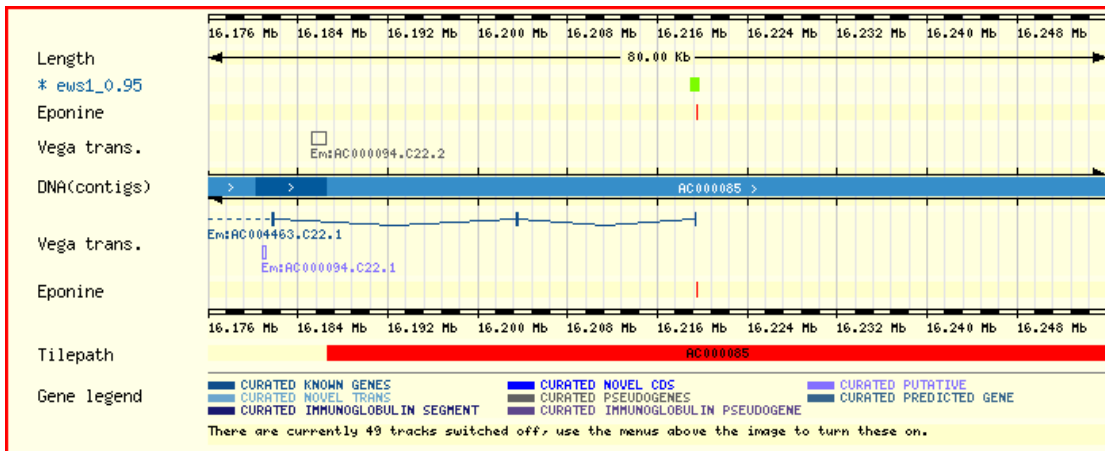 16.176 Mb 16.184 Mb 16.192 Mb 16.200 Mb 16.208 Mb 16.216 Mb 16.224 Mb 16.232 Mb 16.240 Mb 16.248 Mb
Length 80.00 Kb
* ews1_0.95
Eponine
Vega trans.
Em:AC000094.C22.2
DNA(contigs) > > AC000085 >
Em:AC004463.C22.1
Vega trans.
Em:AC000094.C22.1
Eponine
16.176 Mb 16.184 Mb 16.192 Mb 16.200 Mb 16.208 Mb 16.216 Mb 16.224 Mb 16.232 Mb 16.240 Mb 16.248 Mb
Tilepath AC000085
CURATED KNOWN GENES CURATED NOVEL CDS CURATED PUTATIVE
Gene legend CURATED NOVEL TRANS CURATED PSEUDOGENES CURATED PREDICTED GENE
CURATED IMMUNOGLOBULIN SEGMENT CURATED IMMUNOGLOBULIN PSEUDOGENE
There are currently 49 tracks switched off, use the menus above the image to turn these on.